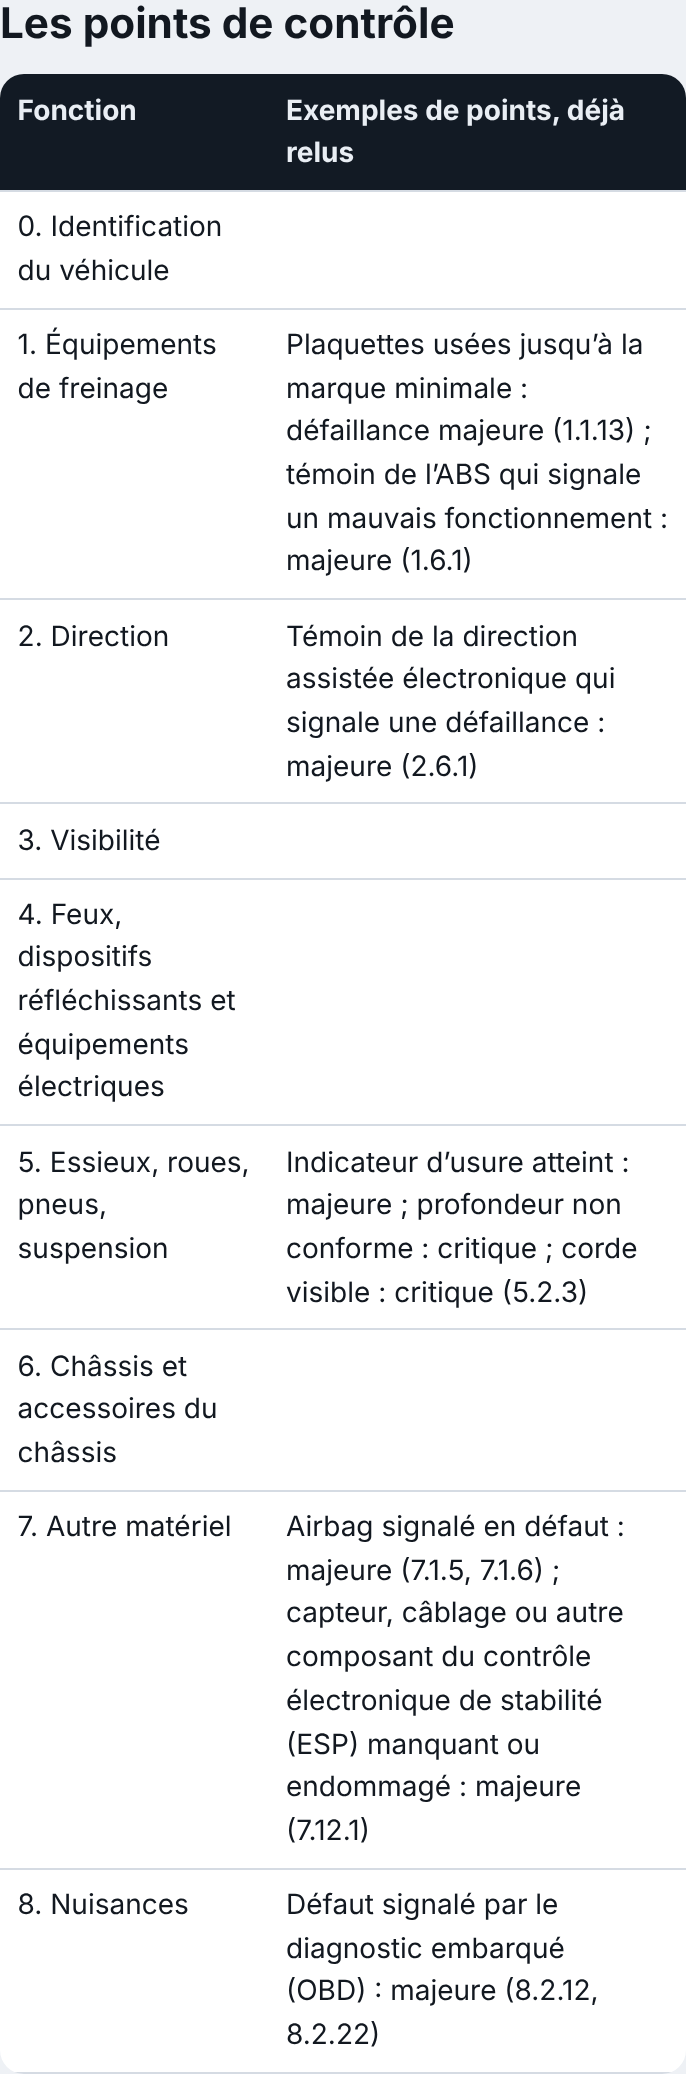 Les points de contrôle
Fonction
Exemples de points, déjà
relus
0. Identification
du véhicule
1. Équipements
de freinage
Plaquettes usées jusqu’à la
marque minimale :
défaillance majeure (1.1.13) ;
témoin de l’ABS qui signale
un mauvais fonctionnement :
majeure (1.6.1)
2. Direction
Témoin de la direction
assistée électronique qui
signale une défaillance :
majeure (2.6.1)
3. Visibilité
4. Feux,
dispositifs
réfléchissants et
équipements
électriques
5. Essieux, roues,
pneus,
suspension
Indicateur d’usure atteint :
majeure ; profondeur non
conforme : critique ; corde
visible : critique (5.2.3)
6. Châssis et
accessoires du
châssis
7. Autre matériel
Airbag signalé en défaut :
majeure (7.1.5, 7.1.6) ;
capteur, câblage ou autre
composant du contrôle
électronique de stabilité
(ESP) manquant ou
endommagé : majeure
(7.12.1)
8. Nuisances
Défaut signalé par le
diagnostic embarqué
(OBD) : majeure (8.2.12,
8.2.22)